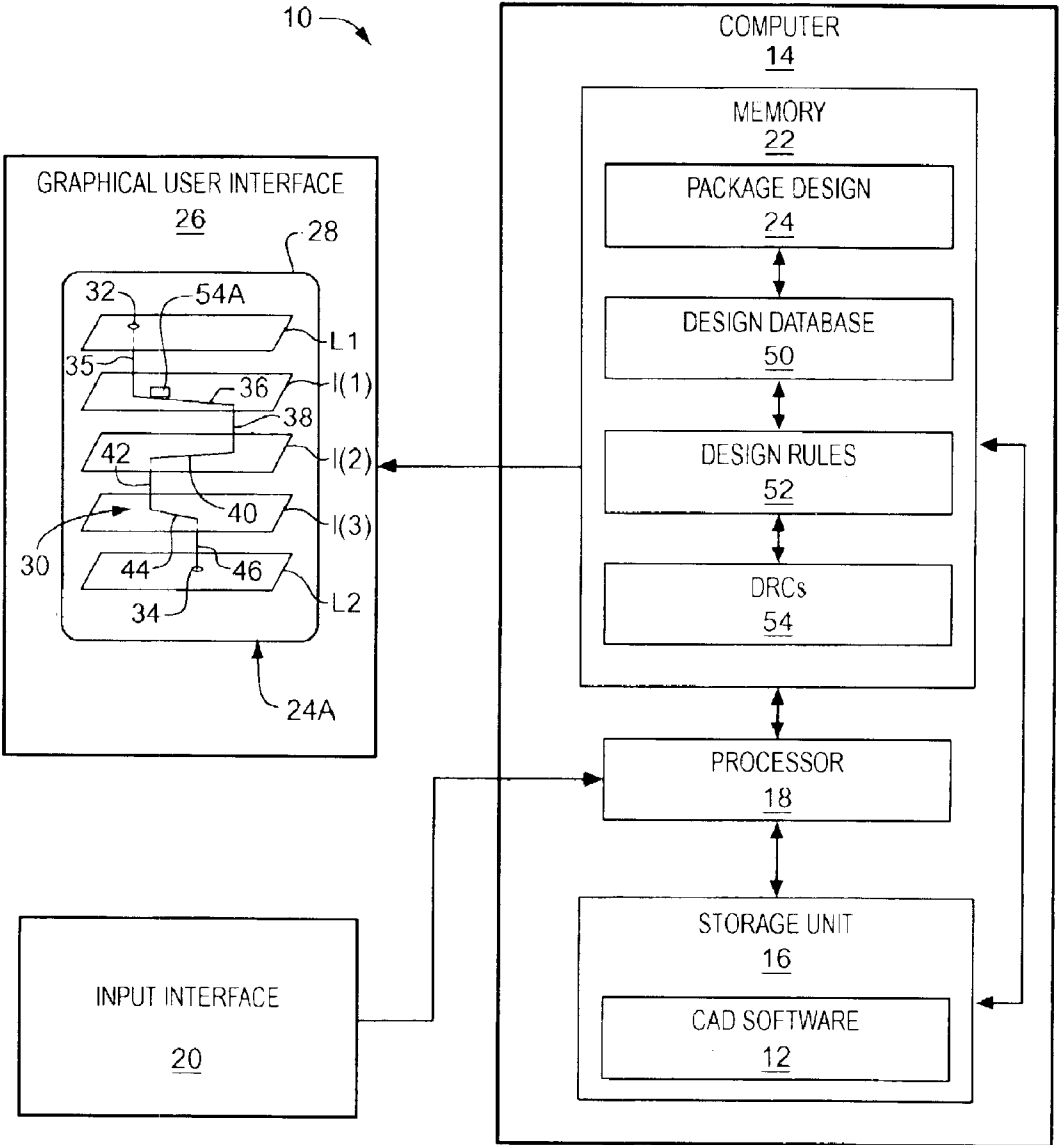 10
COMPUTER
14
MEMORY
22
PACKAGE DESIGN
24
DESIGN DATABASE
50
DESIGN RULES
52
DRCs
54
PROCESSOR
18
STORAGE UNIT
16
CAD SOFTWARE
12
GRAPHICAL USER INTERFACE
26
28
32
54A
L1
35
36
I(1)
38
42
I(2)
40
I(3)
30
44
46
34
L2
24A
INPUT INTERFACE
20